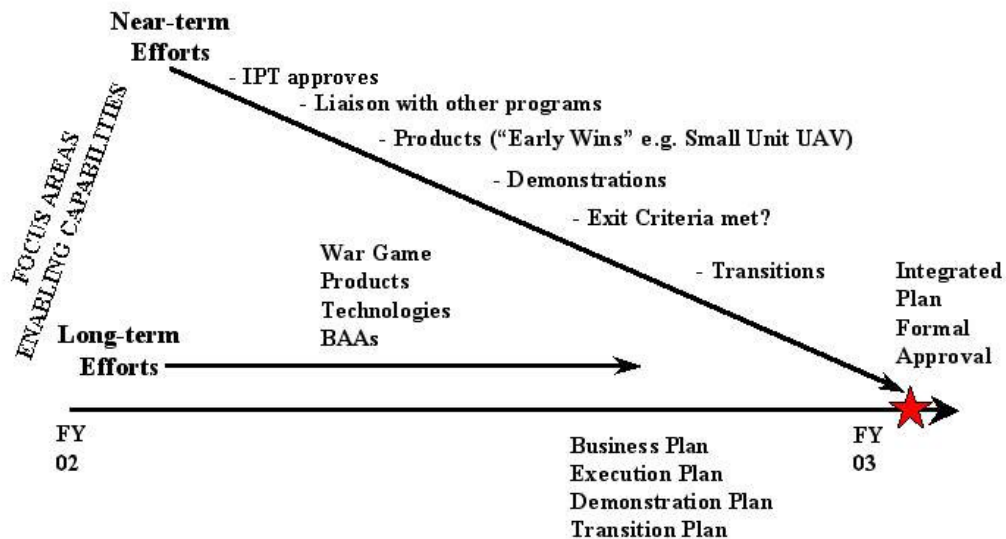 Near-term
Efforts
- IPT approves
- Liaison with other programs
- Products ("Early Wins" e.g. Small Unit UAV)
- Demonstrations
- Exit Criteria met?
- Transitions
FOCUS AREAS
ENABLING CAPABILITIES
War Game
Products
Technologies
BAAs
Integrated
Plan
Formal
Approval
Long-term
Efforts
FY
02
FY
03
Business Plan
Execution Plan
Demonstration Plan
Transition Plan